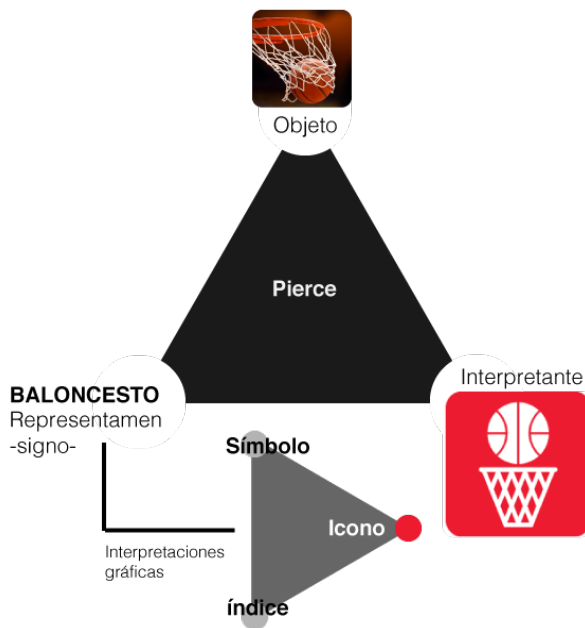 Objeto
Pierce
BALONCESTO
Representamen
-signo-
Interpretante
Símbolo
Icono
Interpretaciones
gráficas
índice